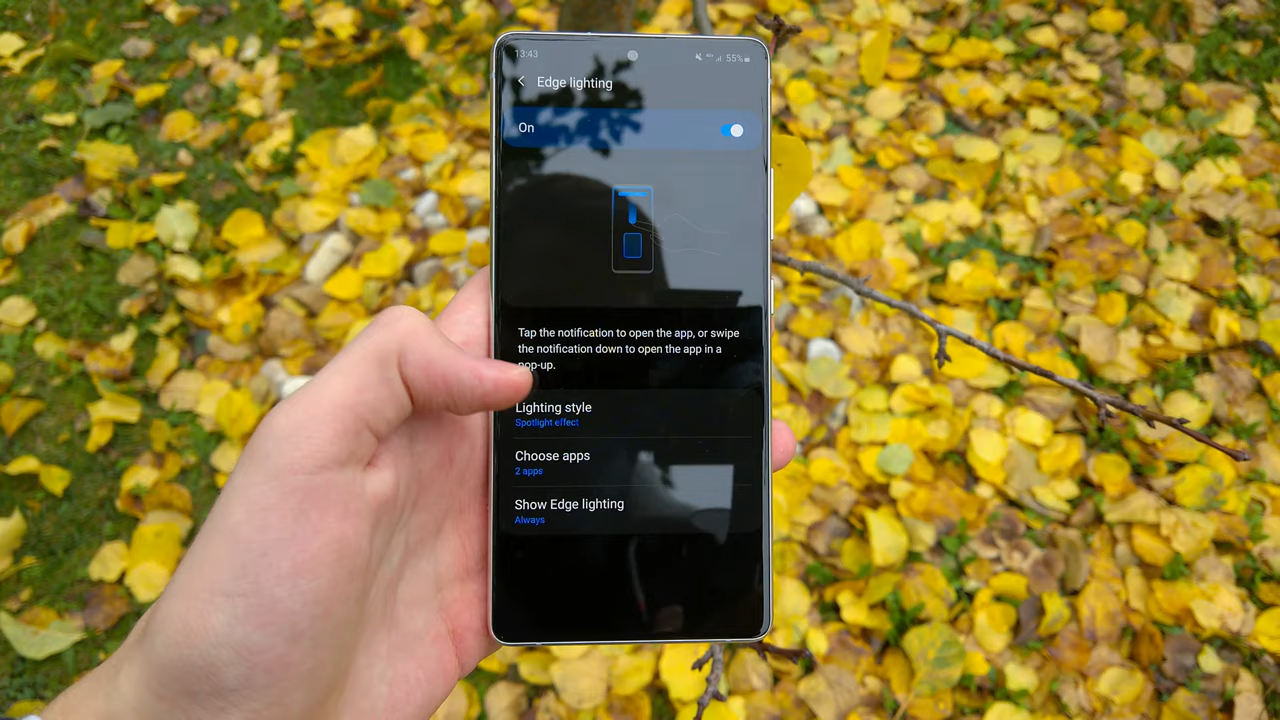 13:43
55%
Edge lighting
On
Tap the notification to open the app, or swipe
the notification down to open the app in a
pop-up.
Lighting style
Spotlight effect
Choose apps
2 apps
Show Edge lighting
Always